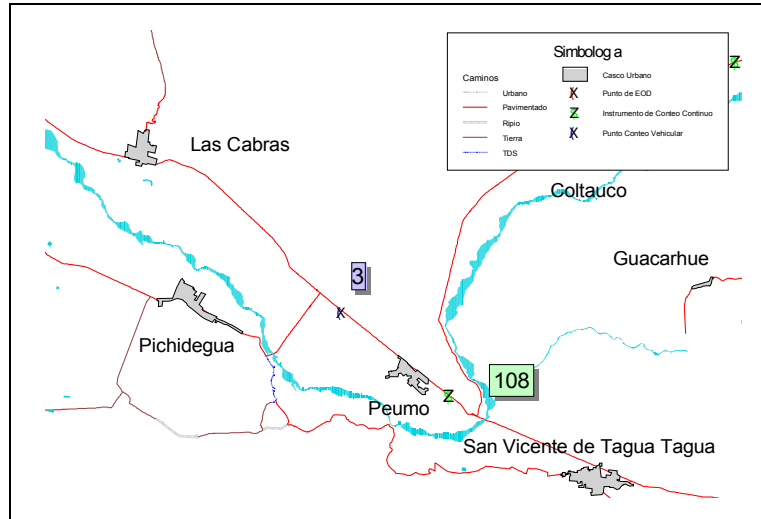 Simbolog a
Caminos
Urbano
Pavimentado
Ripio
Tierra
TDS
Casco Urbano
Punto de EOD
Instrumento de Conteo Continuo
Punto Conteo Vehicular
Las Cabras
Coltauco
Guacarhue
3
Pichidegua
108
Peumo
San Vicente de Tagua Tagua